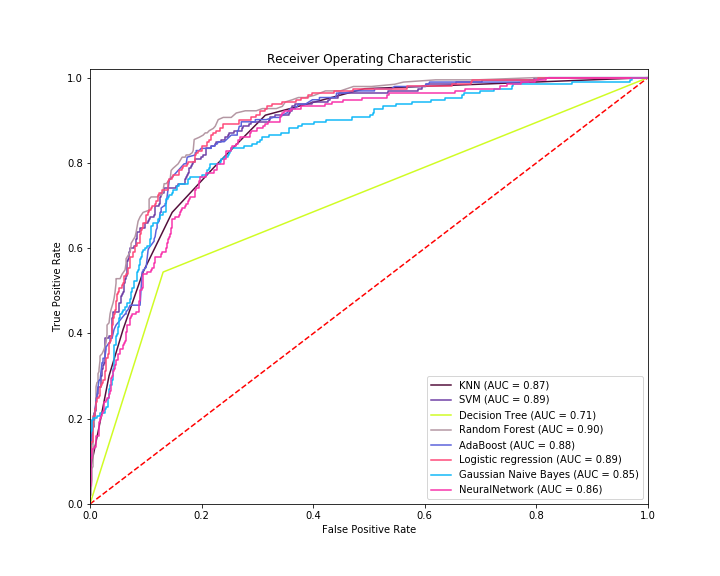 Receiver Operating Characteristic
1.0
0.8
0.6
0.4
0.2
0.0
True Positive Rate
KNN (AUC = 0.87)
SVM (AUC = 0.89)
Decision Tree (AUC = 0.71)
Random Forest (AUC = 0.90)
AdaBoost (AUC = 0.88)
Logistic regression (AUC = 0.89)
Gaussian Naive Bayes (AUC = 0.85)
NeuralNetwork (AUC = 0.86)
0.0 0.2 0.4 0.6 0.8 1.0
False Positive Rate